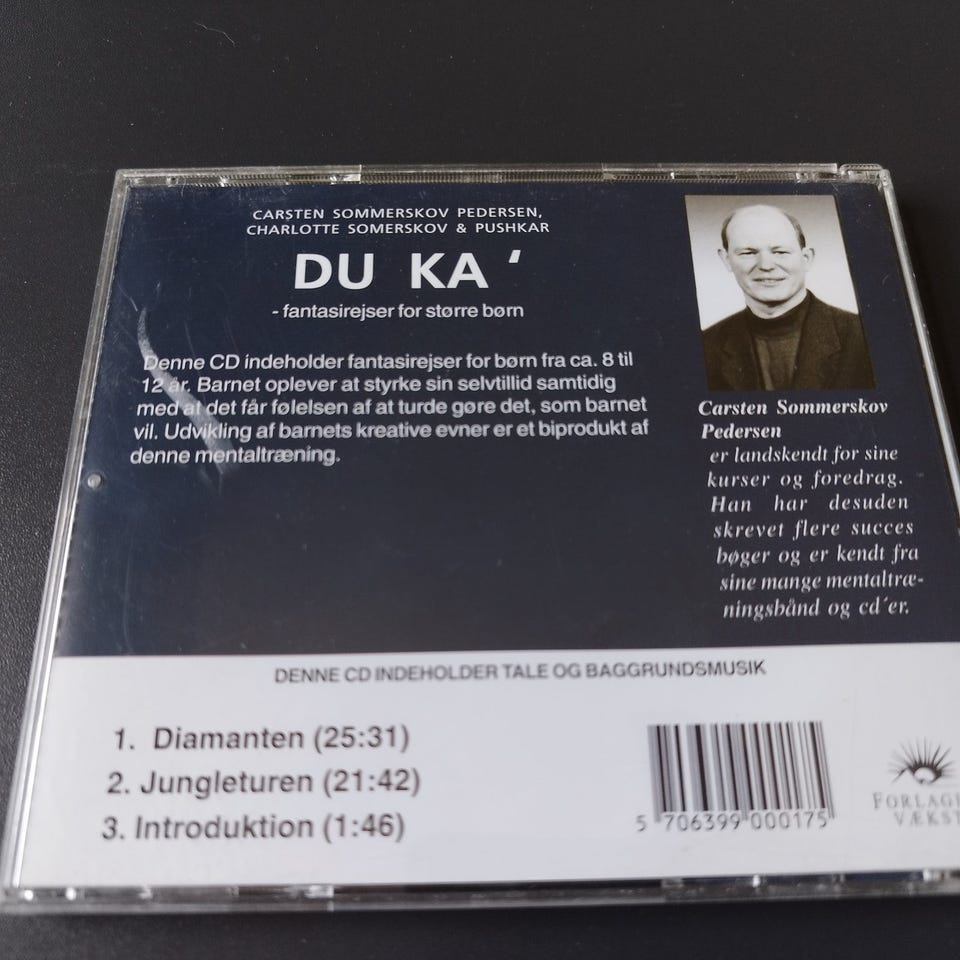 CARSTEN SOMMERSKOV PEDERSEN,
CHARLOTTE SOMERSKOV & PUSHKAR
DU KA '
- fantasirejser for større børn
Denne CD indeholder fantasirejser for børn fra ca. 8 til
12 år. Barnet oplever at styrke sin selvtillid samtidig
med at det får følelsen af at turde gøre det, som barnet
vil. Udvikling af barnets kreative evner er et biprodukt af
denne mentaltræning.
Carsten Sommerskov
Pedersen
er landskendt for sine
kurser og foredrag.
Han har desuden
skrevet flere succes
bøger og er kendt fra
sine mange mentaltræ-
ningsbånd og cd´er.
DENNE CD INDEHOLDER TALE OG BAGGRUNDSMUSIK
1. Diamanten (25:31)
2. Jungleturen (21:42)
3. Introduktion (1:46)
5 706399 000175
FORLAGE
VÆKST